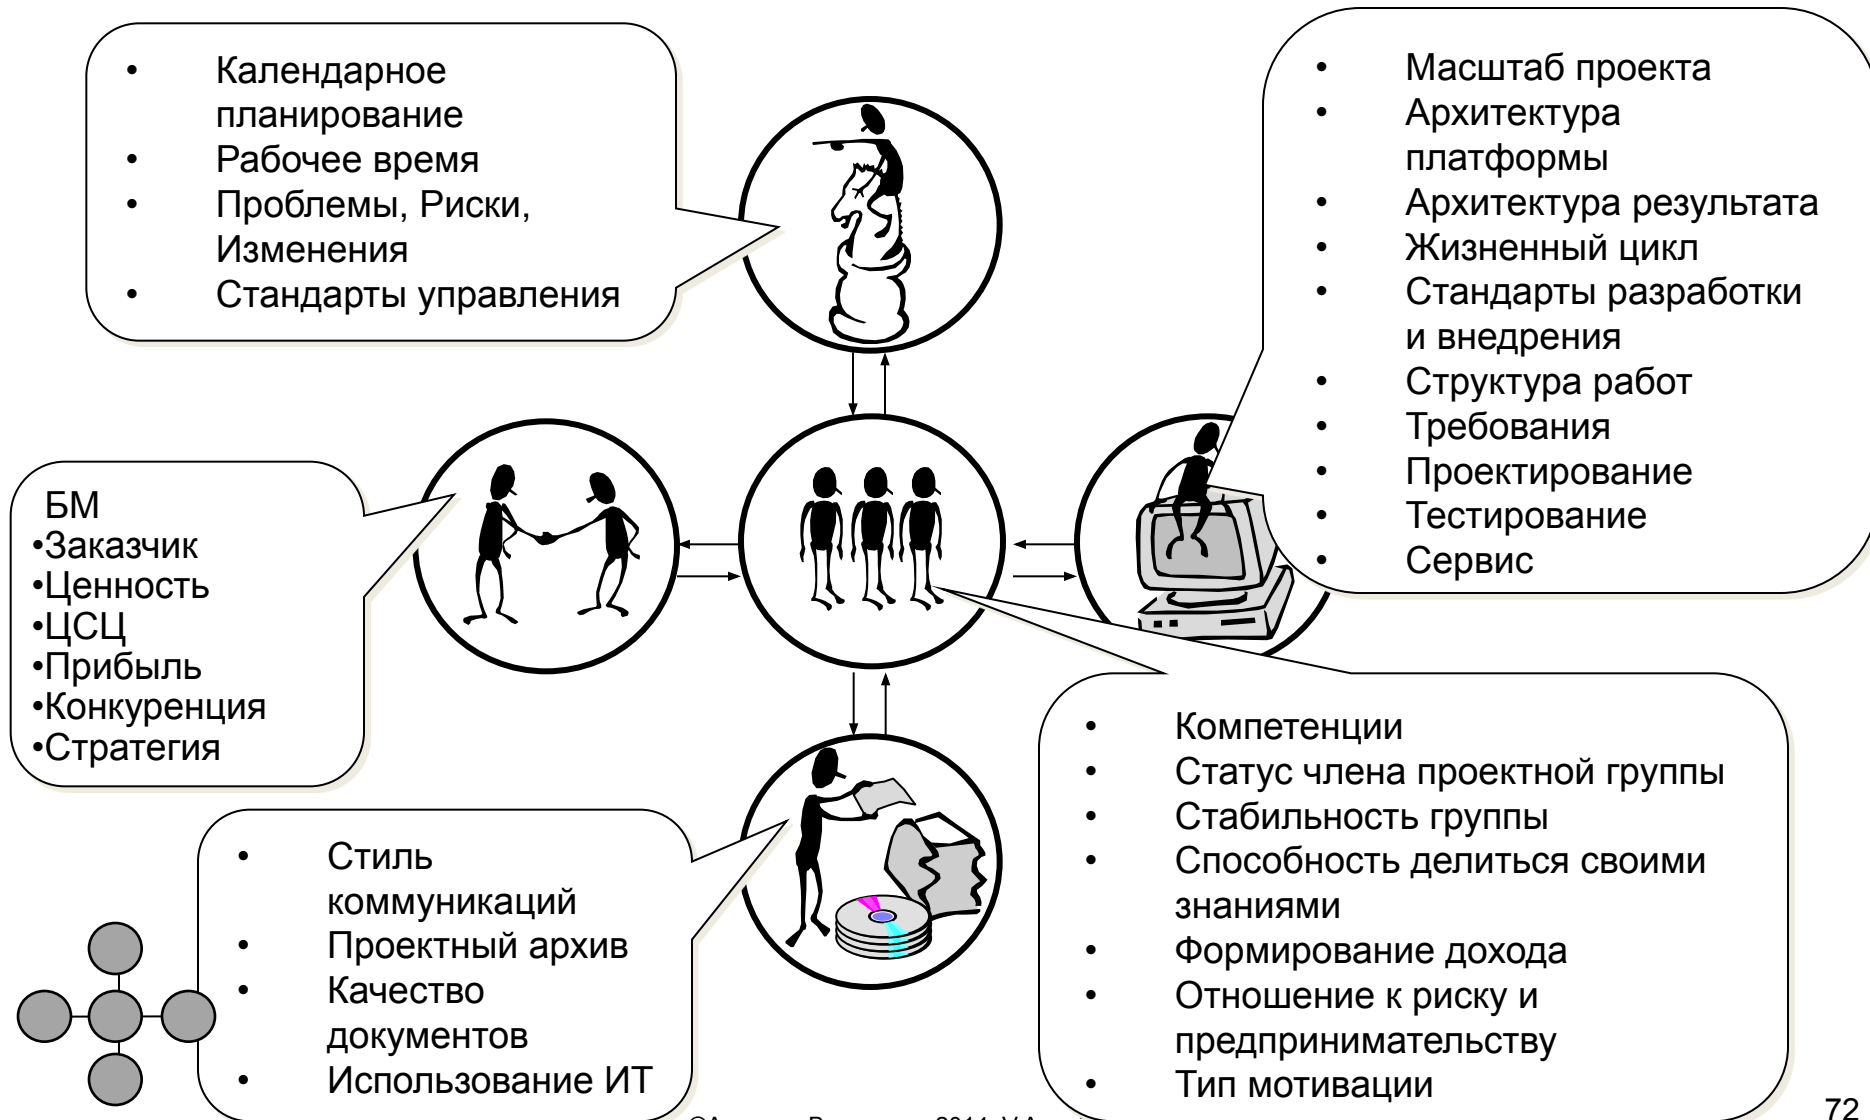 • Календарное
планирование
• Рабочее время
• Проблемы, Риски,
Изменения
• Стандарты управления
• Масштаб проекта
• Архитектура
платформы
• Архитектура результата
• Жизненный цикл
• Стандарты разработки
и внедрения
• Структура работ
• Требования
• Проектирование
• Тестирование
• Сервис
БМ
•Заказчик
•Ценность
•ЦСЦ
•Прибыль
•Конкуренция
•Стратегия
• Компетенции
• Статус члена проектной группы
• Стабильность группы
• Способность делиться своими
знаниями
• Формирование дохода
• Отношение к риску и
предпринимательству
• Тип мотивации
• Стиль
коммуникаций
• Проектный архив
• Качество
документов
• Использование ИТ
2014
72